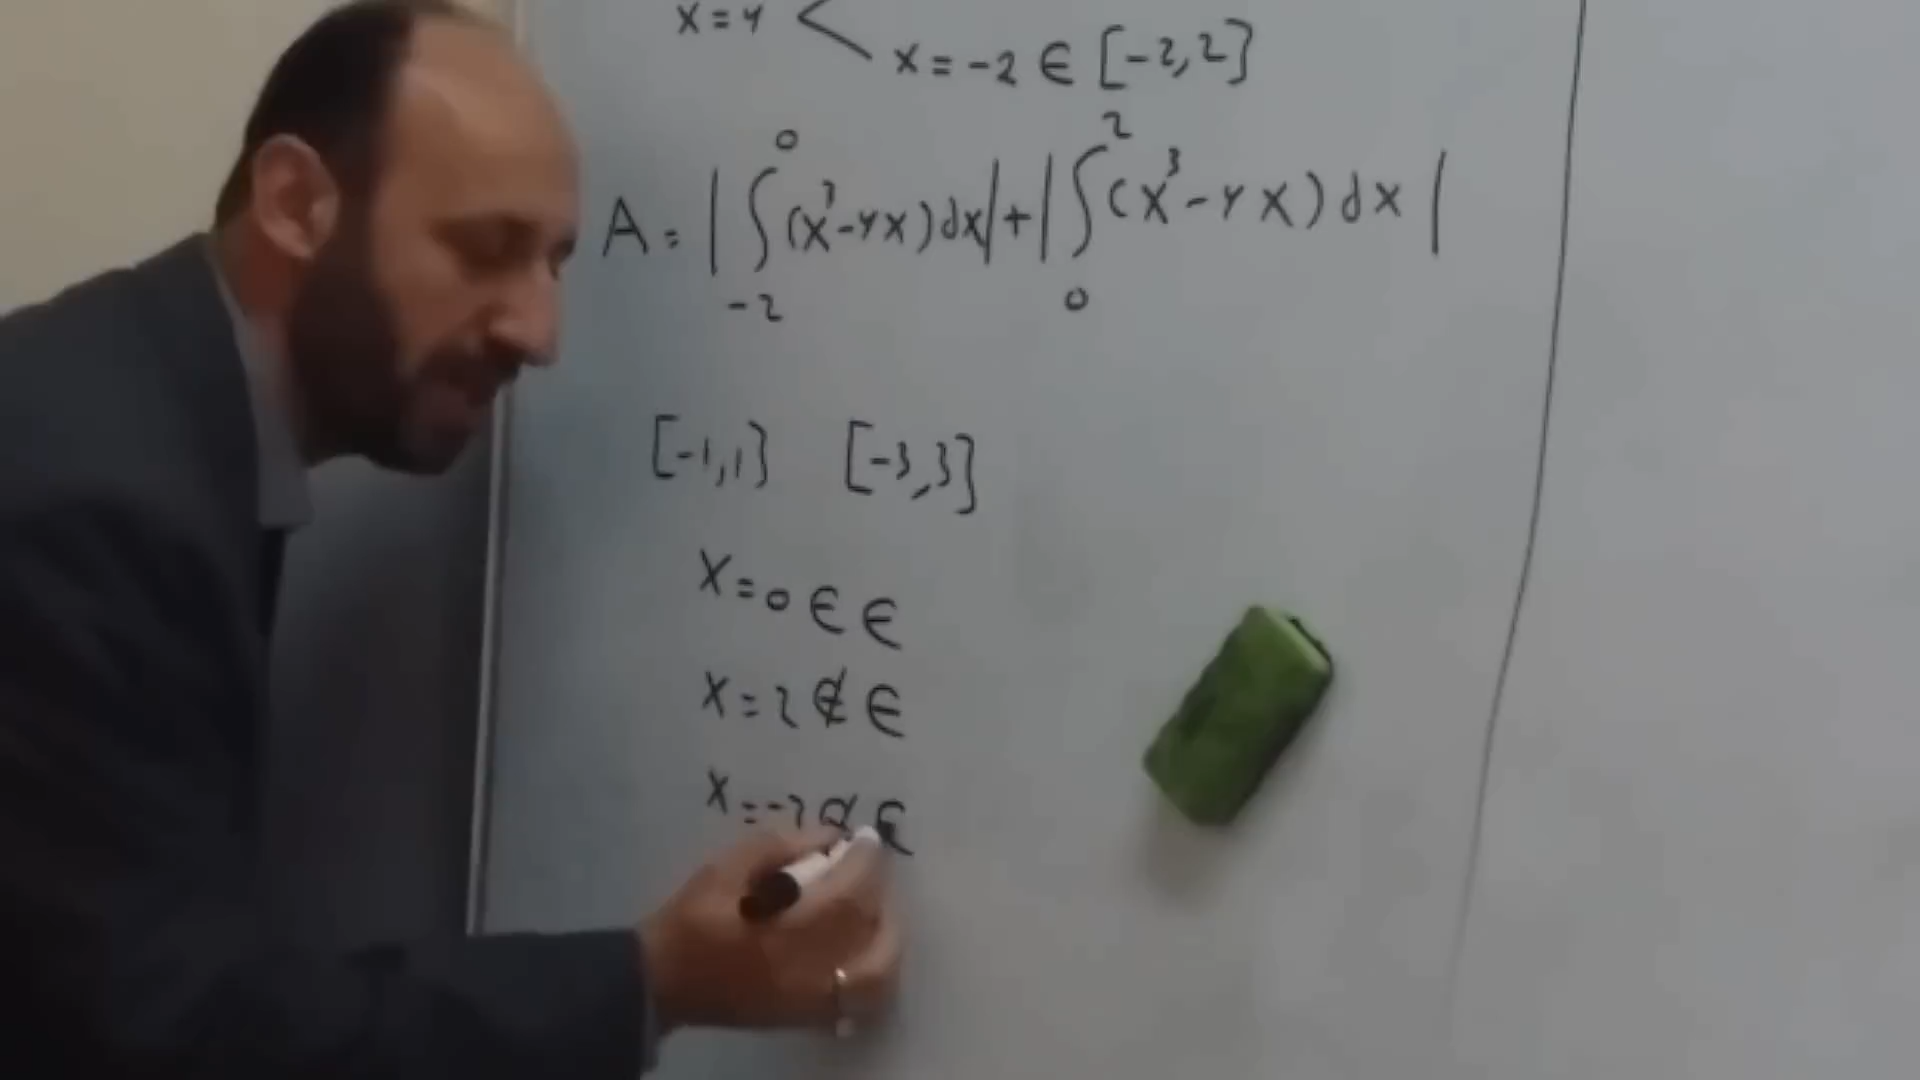 x = 4 < x = -2 ∈ [-2, 2]
A = | ∫_{-2}^{0} (x³ - 4x) dx | + | ∫_{0}^{2} (x³ - 4x) dx |
[-1, 1] [-3, 3]
x = 0 ∈ ∈
x = 2 ∉ ∈
x = -2 ∉ ∈